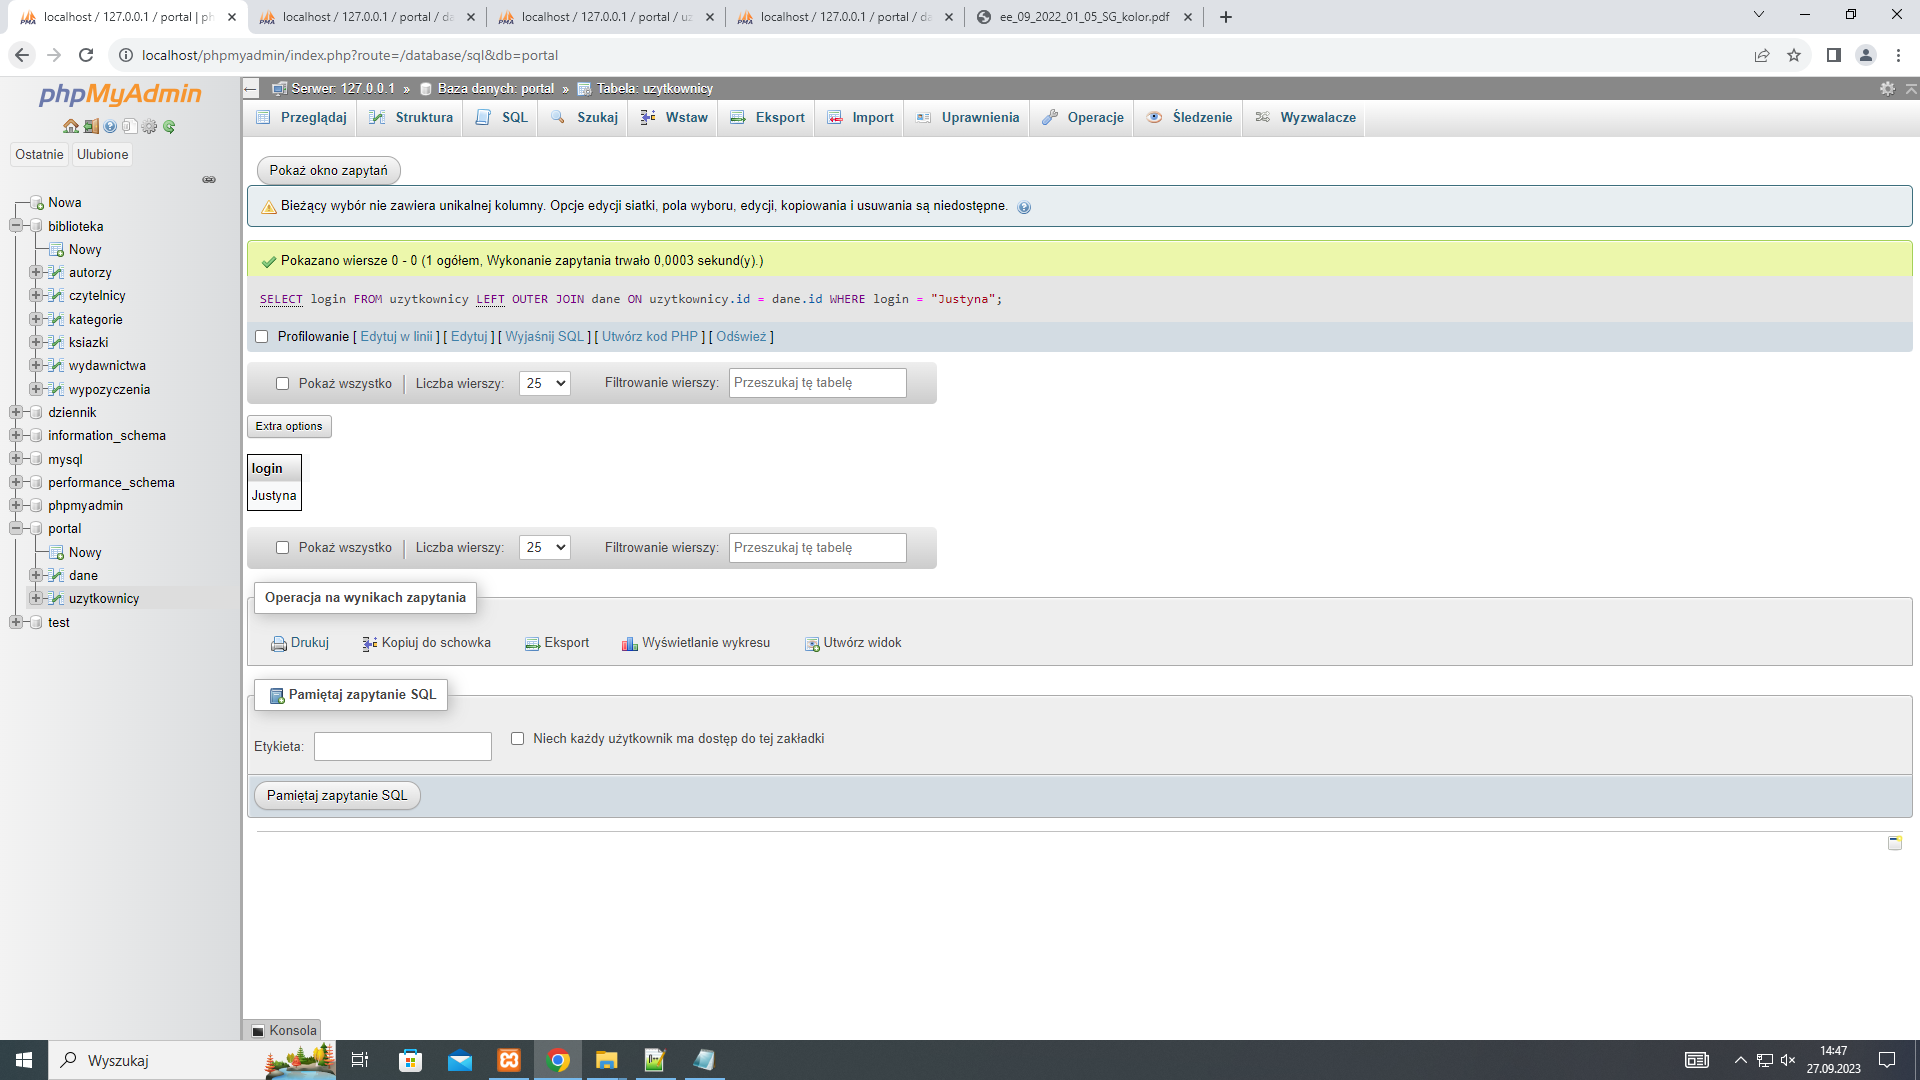 localhost / 127.0.0.1 / portal | ph
localhost / 127.0.0.1 / portal / da
localhost / 127.0.0.1 / portal / uz
localhost / 127.0.0.1 / portal / da
ee_09_2022_01_05_SG_kolor.pdf
localhost/phpmyadmin/index.php?route=/database/sql&db=portal
phpMyAdmin
Ostatnie
Ulubione
Nowa
biblioteka
Nowy
autorzy
czytelnicy
kategorie
ksiazki
wydawnictwa
wypozyczenia
dziennik
information_schema
mysql
performance_schema
phpmyadmin
portal
Nowy
dane
uzytkownicy
test
Serwer: 127.0.0.1 » Baza danych: portal » Tabela: uzytkownicy
Przeglądaj Struktura SQL Szukaj Wstaw Eksport Import Uprawnienia Operacje Śledzenie Wyzwalacze
Pokaż okno zapytań
Bieżący wybór nie zawiera unikalnej kolumny. Opcje edycji siatki, pola wyboru, edycji, kopiowania i usuwania są niedostępne.
Pokazano wiersze 0 - 0 (1 ogółem, Wykonanie zapytania trwało 0,0003 sekund(y).)
SELECT login FROM uzytkownicy LEFT OUTER JOIN dane ON uzytkownicy.id = dane.id WHERE login = "Justyna";
Profilowanie [ Edytuj w linii ] [ Edytuj ] [ Wyjaśnij SQL ] [ Utwórz kod PHP ] [ Odśwież ]
Pokaż wszystko | Liczba wierszy: 25 Filtrowanie wierszy: Przeszukaj tę tabelę
Extra options
login
Justyna
Pokaż wszystko | Liczba wierszy: 25 Filtrowanie wierszy: Przeszukaj tę tabelę
Operacja na wynikach zapytania
Drukuj Kopiuj do schowka Eksport Wyświetlanie wykresu Utwórz widok
Pamiętaj zapytanie SQL
Etykieta: Niech każdy użytkownik ma dostęp do tej zakładki
Pamiętaj zapytanie SQL
Konsola
Wyszukaj
14:47
27.09.2023